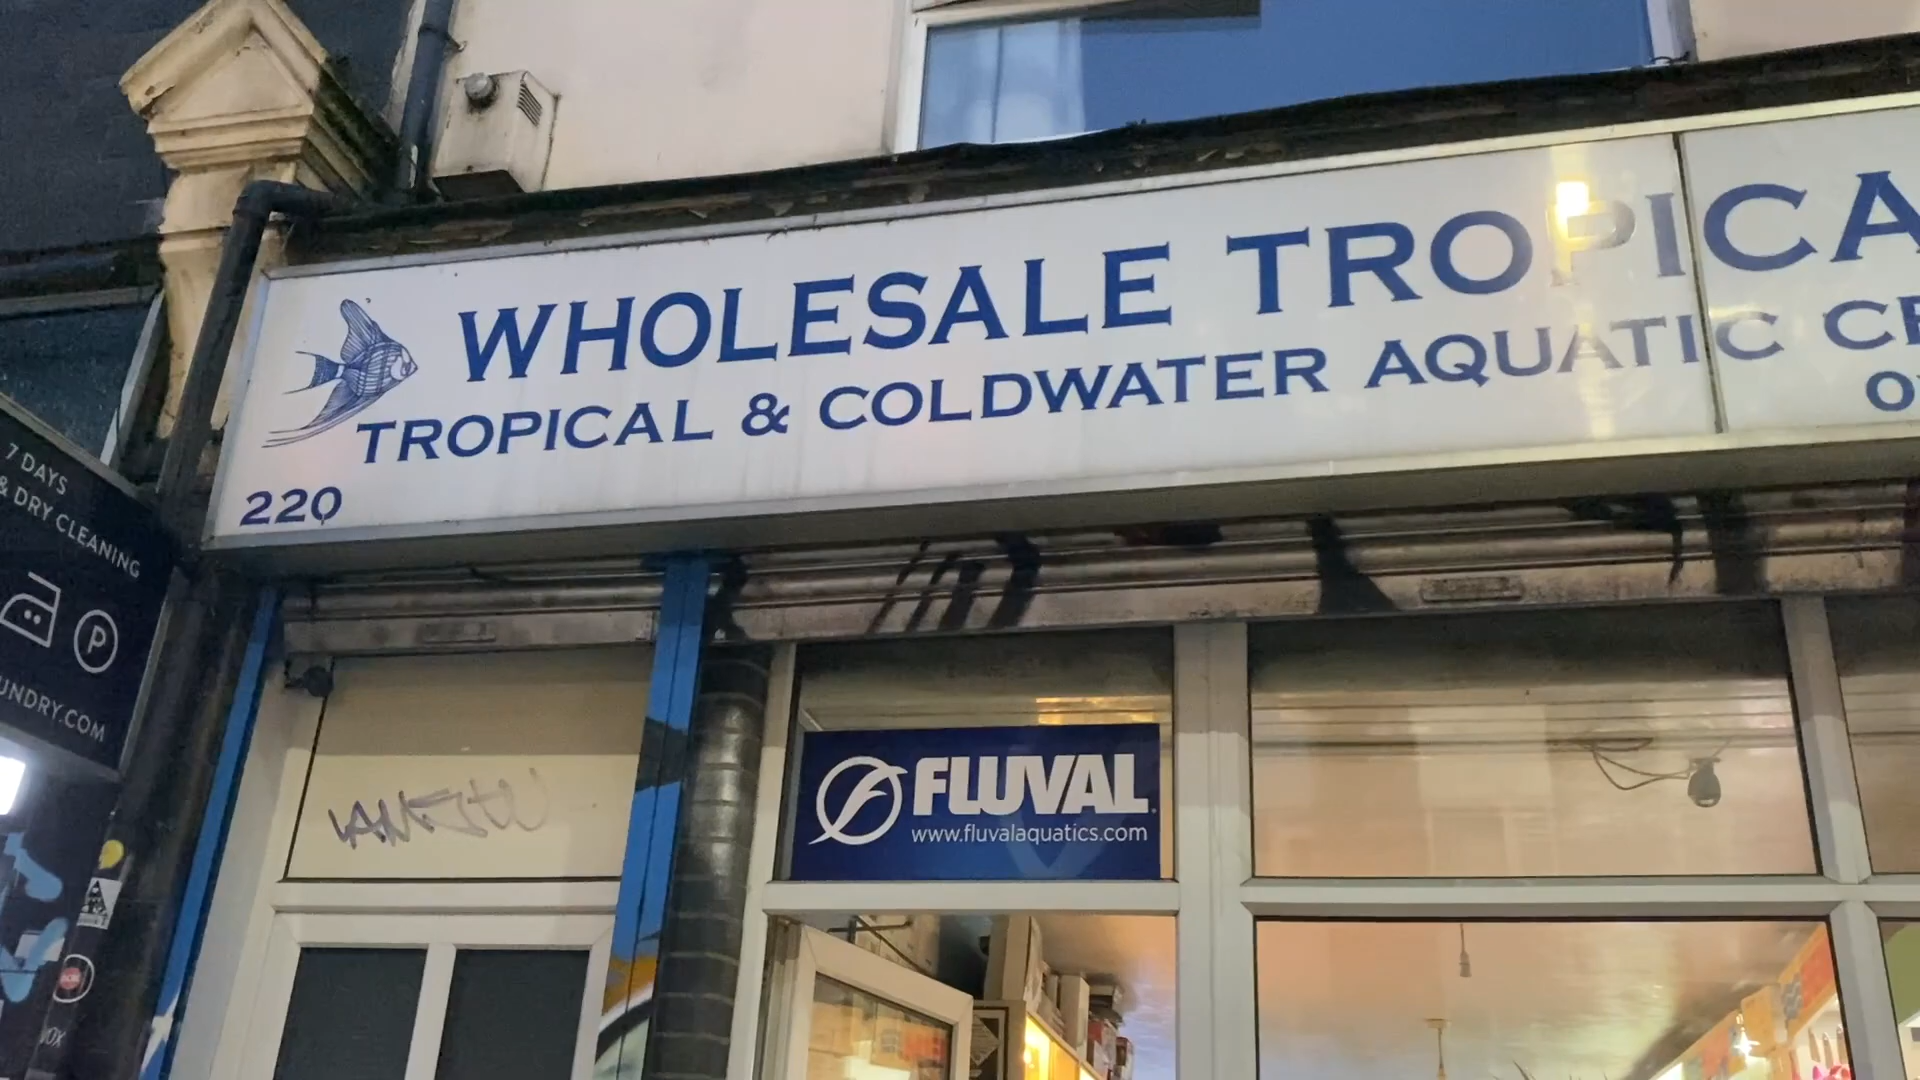 WHOLESALE TROPICA
TROPICAL & COLDWATER AQUATIC CE
220
7 DAYS
& DRY CLEANING
P
UNDRY.COM
FLUVAL
www.fluvalaquatics.com